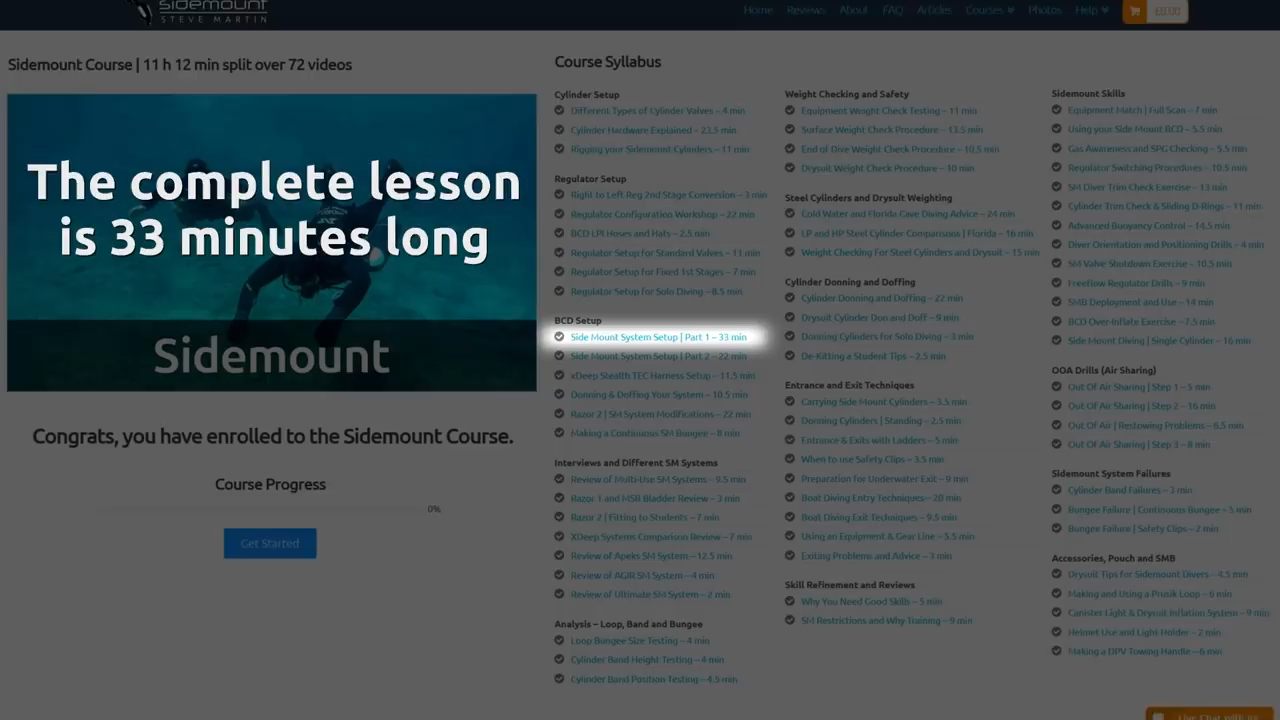 Sidemount
STEVE MARTIN
Home Reviews About FAQ Articles Courses Photos Help £0.00
Sidemount Course | 11 h 12 min split over 72 videos
The complete lesson
is 33 minutes long
Sidemount
Congrats, you have enrolled to the Sidemount Course.
Course Progress
0%
Get Started
Course Syllabus
Cylinder Setup
Different Types of Cylinder Valves – 4 min
Cylinder Hardware Explained – 23.5 min
Rigging your Sidemount Cylinders – 11 min
Regulator Setup
Right to Left Reg 2nd Stage Conversion – 3 min
Regulator Configuration Workshop – 22 min
BCD LPI Hoses and Hats – 2.5 min
Regulator Setup for Standard Valves – 11 min
Regulator Setup for Fixed 1st Stages – 7 min
Regulator Setup for Solo Diving – 8.5 min
BCD Setup
Side Mount System Setup | Part 1 – 33 min
Side Mount System Setup | Part 2 – 22 min
xDeep Stealth TEC Harness Setup – 11.5 min
Donning & Doffing Your System – 10.5 min
Razor 2 | SM System Modifications – 22 min
Making a Continuous SM Bungee – 8 min
Interviews and Different SM Systems
Review of Multi-Use SM Systems – 9.5 min
Razor 1 and MSR Bladder Review – 3 min
Razor 2 | Fitting to Students – 7 min
XDeep Systems Comparison Review – 7 min
Review of Apeks SM System – 12.5 min
Review of AGIR SM System – 4 min
Review of Ultimate SM System – 2 min
Analysis – Loop, Band and Bungee
Loop Bungee Size Testing – 4 min
Cylinder Band Height Testing – 4 min
Cylinder Band Position Testing – 4.5 min
Weight Checking and Safety
Equipment Weight Check Testing – 11 min
Surface Weight Check Procedure – 13.5 min
End of Dive Weight Check Procedure – 10.5 min
Drysuit Weight Check Procedure – 10 min
Steel Cylinders and Drysuit Weighting
Cold Water and Florida Cave Diving Advice – 24 min
LP and HP Steel Cylinder Comparison | Florida – 16 min
Weight Checking For Steel Cylinders and Drysuit – 15 min
Cylinder Donning and Doffing
Cylinder Donning and Doffing – 22 min
Drysuit Cylinder Don and Doff – 9 min
Donning Cylinders for Solo Diving – 3 min
De-Kitting a Student Tips – 2.5 min
Entrance and Exit Techniques
Carrying Side Mount Cylinders – 3.5 min
Donning Cylinders | Standing – 2.5 min
Entrance & Exits with Ladders – 5 min
When to use Safety Clips – 3.5 min
Preparation for Underwater Exit – 9 min
Boat Diving Entry Techniques – 20 min
Boat Diving Exit Techniques – 9.5 min
Using an Equipment & Gear Line – 5.5 min
Exiting Problems and Advice – 3 min
Skill Refinement and Reviews
Why You Need Good Skills – 5 min
SM Restrictions and Why Training – 9 min
Sidemount Skills
Equipment Match | Full Scan – 7 min
Using your Side Mount BCD – 5.5 min
Gas Awareness and SPG Checking – 5.5 min
Regulator Switching Procedures – 10.5 min
SM Diver Trim Check Exercise – 13 min
Cylinder Trim Check & Sliding D-Rings – 11 min
Advanced Buoyancy Control – 14.5 min
Diver Orientation and Positioning Drills – 4 min
SM Valve Shutdown Exercise – 10.5 min
Freeflow Regulator Drills – 9 min
SMB Deployment and Use – 14 min
BCD Over-Inflate Exercise – 7.5 min
Side Mount Diving | Single Cylinder – 16 min
OOA Drills (Air Sharing)
Out Of Air Sharing | Step 1 – 5 min
Out Of Air Sharing | Step 2 – 16 min
Out Of Air | Restowing Problems – 6.5 min
Out Of Air Sharing | Step 3 – 8 min
Sidemount System Failures
Cylinder Band Failures – 3 min
Bungee Failure | Continuous Bungee – 5 min
Bungee Failure | Safety Clips – 2 min
Accessories, Pouch and SMB
Drysuit Tips for Sidemount Divers – 4.5 min
Making and Using a Prusik Loop – 6 min
Canister Light & Drysuit Inflation System – 9 min
Helmet Use and Light Holder – 2 min
Making a DPV Towing Handle – 6 min
Live Chat With Us